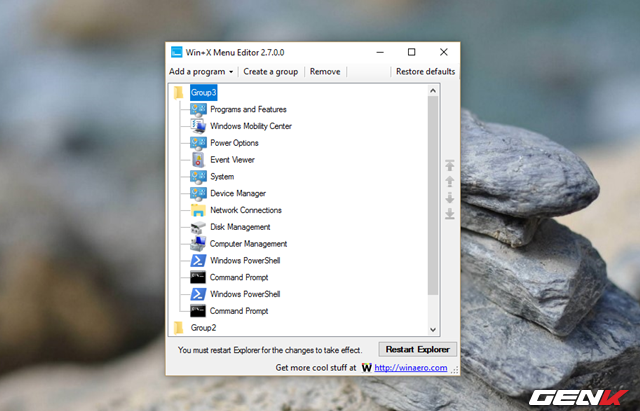 Win+X Menu Editor 2.7.0.0
Add a program Create a group Remove Restore defaults
Group3
Programs and Features
Windows Mobility Center
Power Options
Event Viewer
System
Device Manager
Network Connections
Disk Management
Computer Management
Windows PowerShell
Command Prompt
Windows PowerShell
Command Prompt
Group2
You must restart Explorer for the changes to take effect. Restart Explorer
Get more cool stuff at W http://winaero.com
GENK